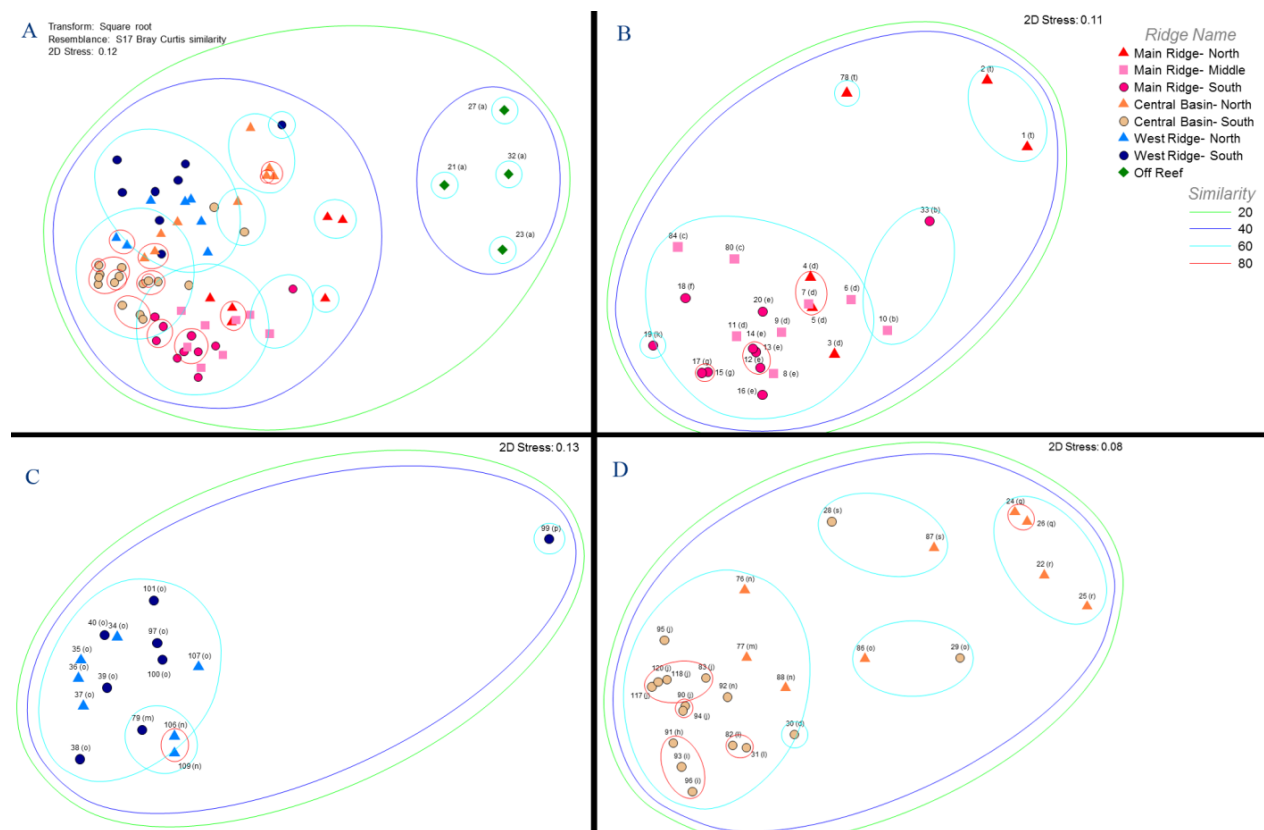 A
Transform: Square root
Resemblance: S17 Bray Curtis similarity
2D Stress: 0.12
27 (a)
32 (a)
21 (a)
23 (a)
B
2D Stress: 0.11
78 (f)
2 (f)
1 (f)
33 (b)
84 (c)
80 (c)
4 (d)
18 (f)
7 (d)
6 (d)
20 (e)
5 (d)
10 (b)
11 (d)
9 (d)
19 (k)
14 (e)
13 (e)
3 (d)
12 (e)
17 (g)
15 (g)
8 (e)
16 (e)
Ridge Name
Main Ridge- North
Main Ridge- Middle
Main Ridge- South
Central Basin- North
Central Basin- South
West Ridge- North
West Ridge- South
Off Reef
Similarity
20
40
60
80
C
2D Stress: 0.13
99 (p)
101 (o)
40 (o)
34 (o)
97 (o)
35 (o)
107 (o)
36 (o)
100 (o)
39 (o)
37 (o)
79 (m)
106 (n)
38 (o)
109 (n)
D
2D Stress: 0.08
24 (q)
26 (q)
28 (s)
87 (s)
22 (r)
25 (r)
76 (n)
95 (j)
77 (m)
86 (o)
29 (o)
120 (j)
118 (j)
83 (j)
117 (j)
92 (n)
88 (n)
90 (j)
94 (j)
91 (h)
82 (l)
31 (l)
30 (d)
93 (i)
96 (i)